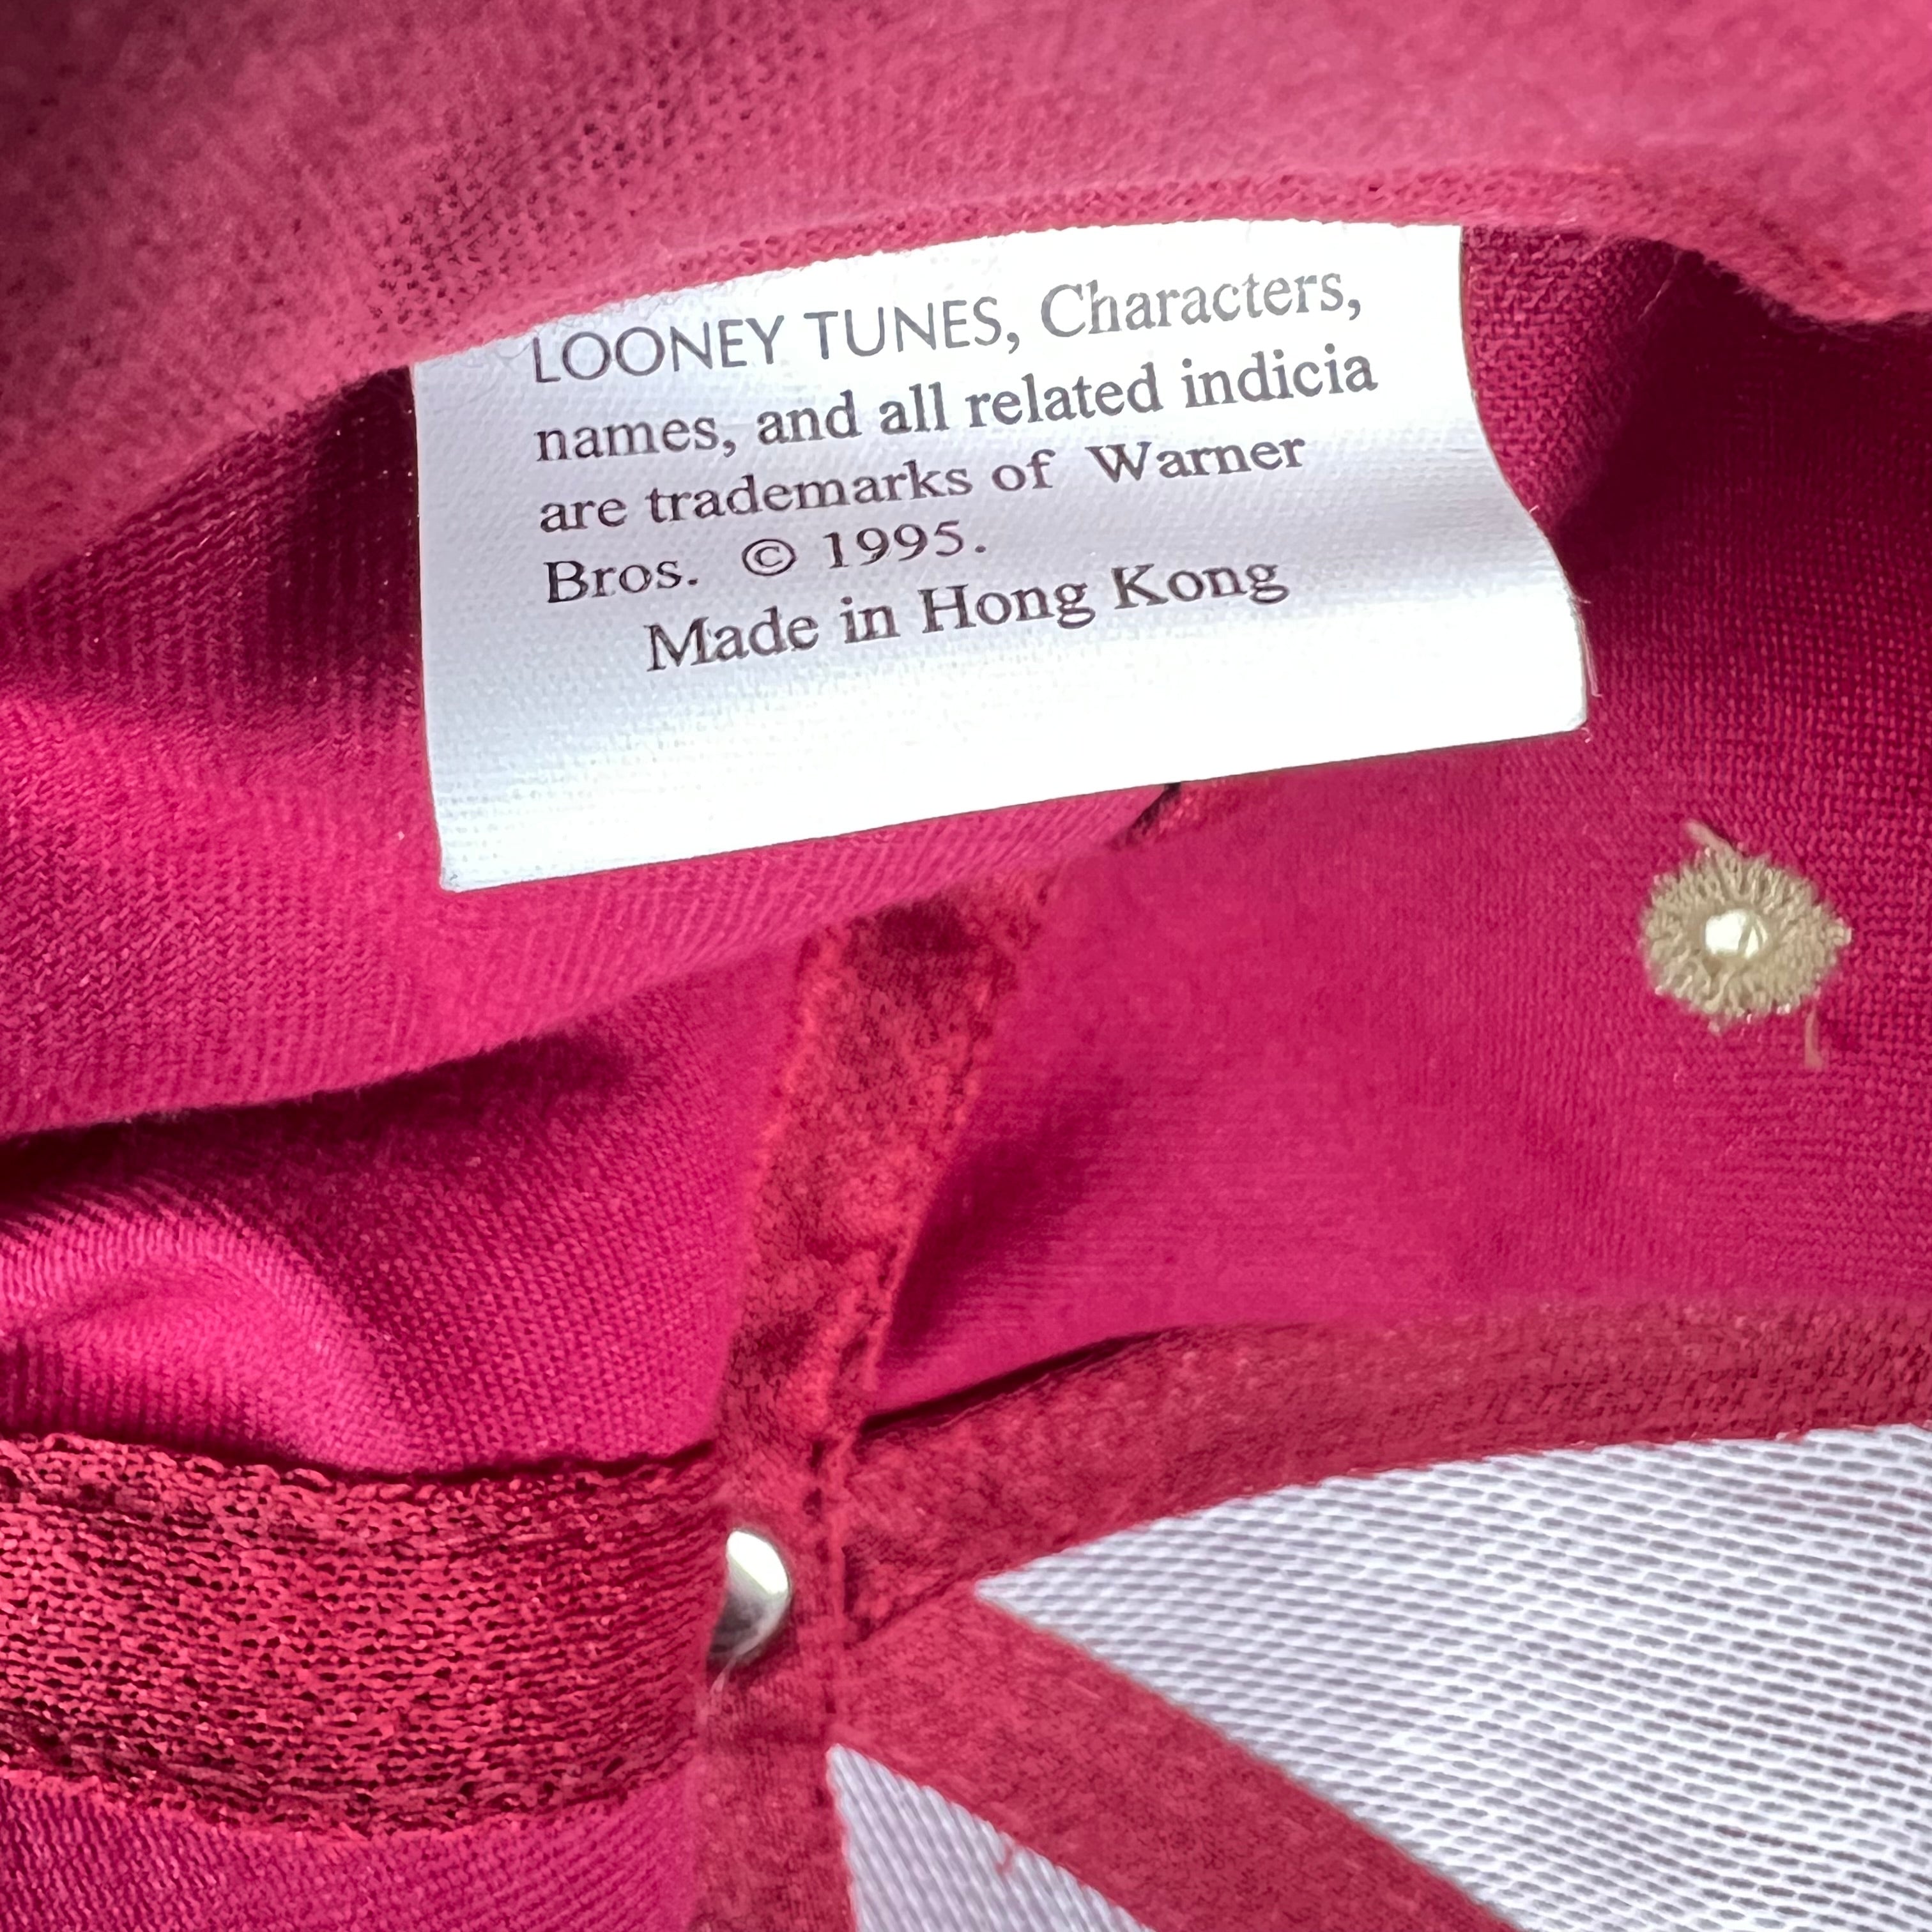 LOONEY TUNES, Characters,
names, and all related indicia
are trademarks of Warner
Bros. © 1995.
Made in Hong Kong